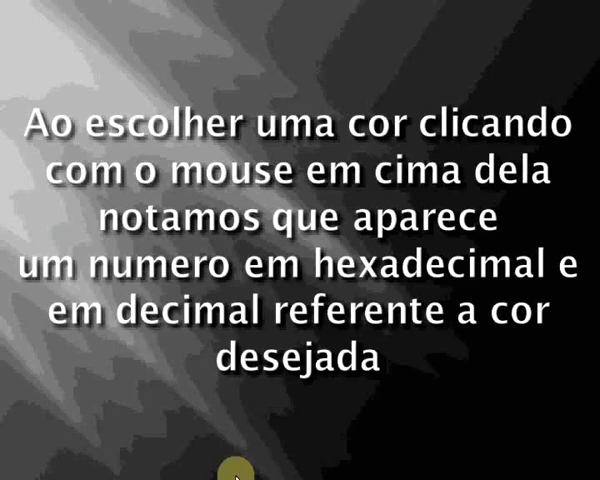 Ao escolher uma cor clicando
com o mouse em cima dela
notamos que aparece
um numero em hexadecimal e
em decimal referente a cor
desejada